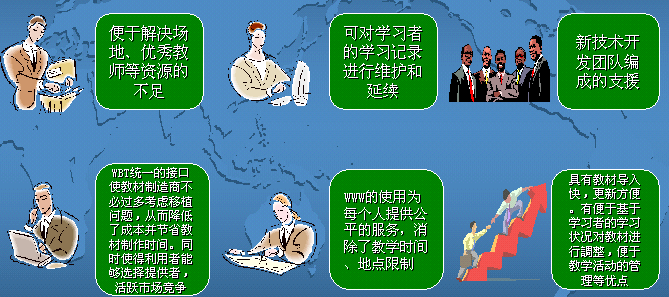 便于解决场
地、优秀教
师等资源的
不足
可对学习者
的学习记录
进行维护和
延续
新技术开
发团队编
成的支援
WBT统一的接口
使教材制造商不
必过多考虑移植
问题，从而降低
了成本并节省教
材制作时间。同
时使得利用者能
够选择提供者，
活跃市场竞争
WWW的使用为
每个人提供公
平的服务，消
除了教学时间
、地点限制
具有教材导入
快，更新方便
。有便于基于
学习者的学习
状况对教材进
行調整，便于
教学活动的管
理等优点